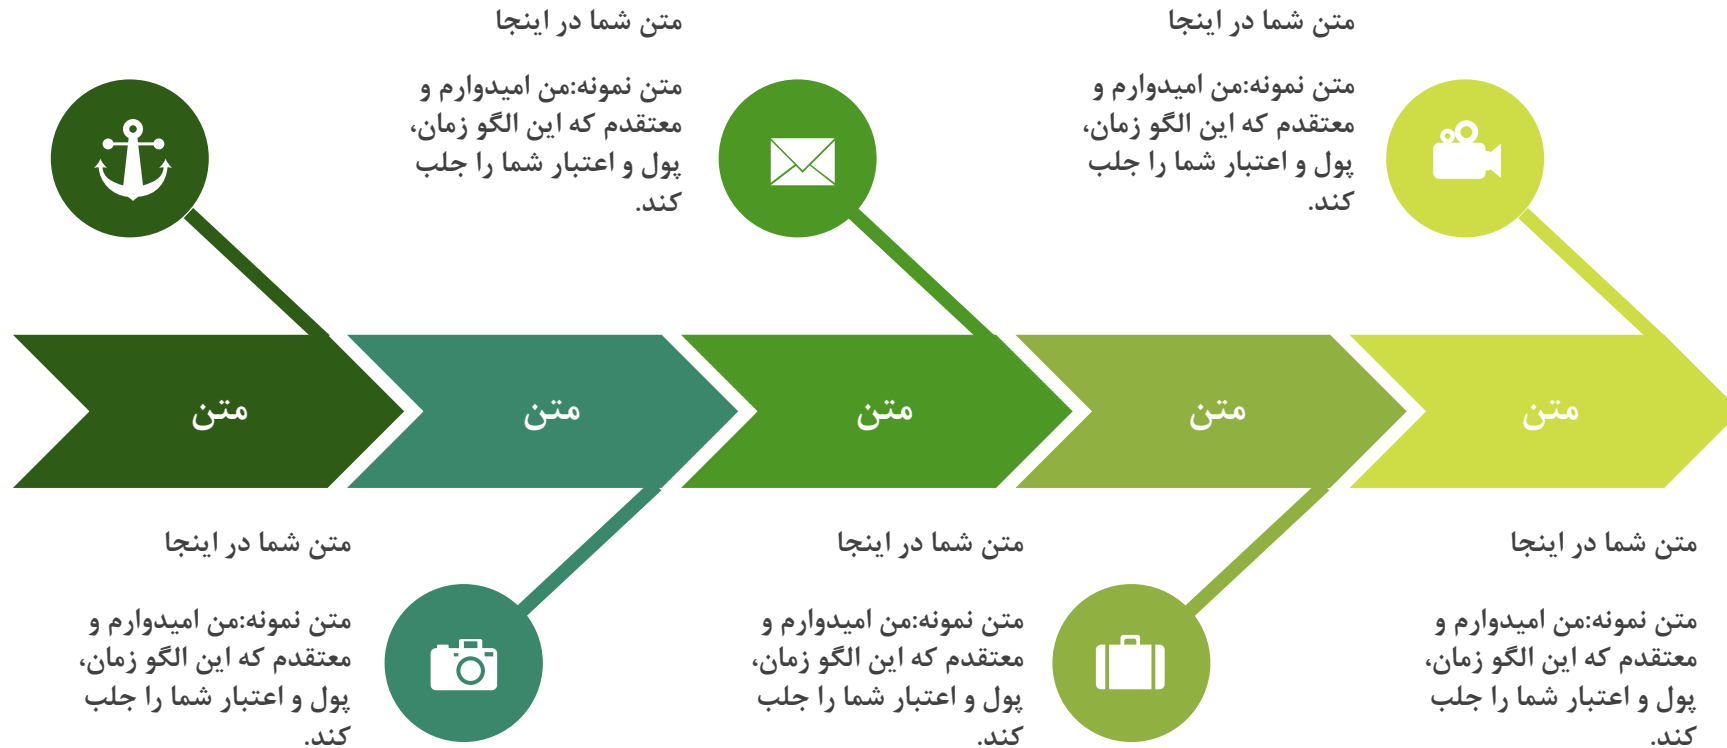 متن شما در اینجا
متن نمونه:من امیدوارم و
معتقدم که این الگو زمان،
پول و اعتبار شما را جلب
کند.
متن شما در اینجا
متن نمونه:من امیدوارم و
معتقدم که این الگو زمان،
پول و اعتبار شما را جلب
کند.
متن
متن
متن
متن
متن
متن شما در اینجا
متن نمونه:من امیدوارم و
معتقدم که این الگو زمان،
پول و اعتبار شما را جلب
کند.
متن شما در اینجا
متن نمونه:من امیدوارم و
معتقدم که این الگو زمان،
پول و اعتبار شما را جلب
کند.
متن شما در اینجا
متن نمونه:من امیدوارم و
معتقدم که این الگو زمان،
پول و اعتبار شما را جلب
کند.